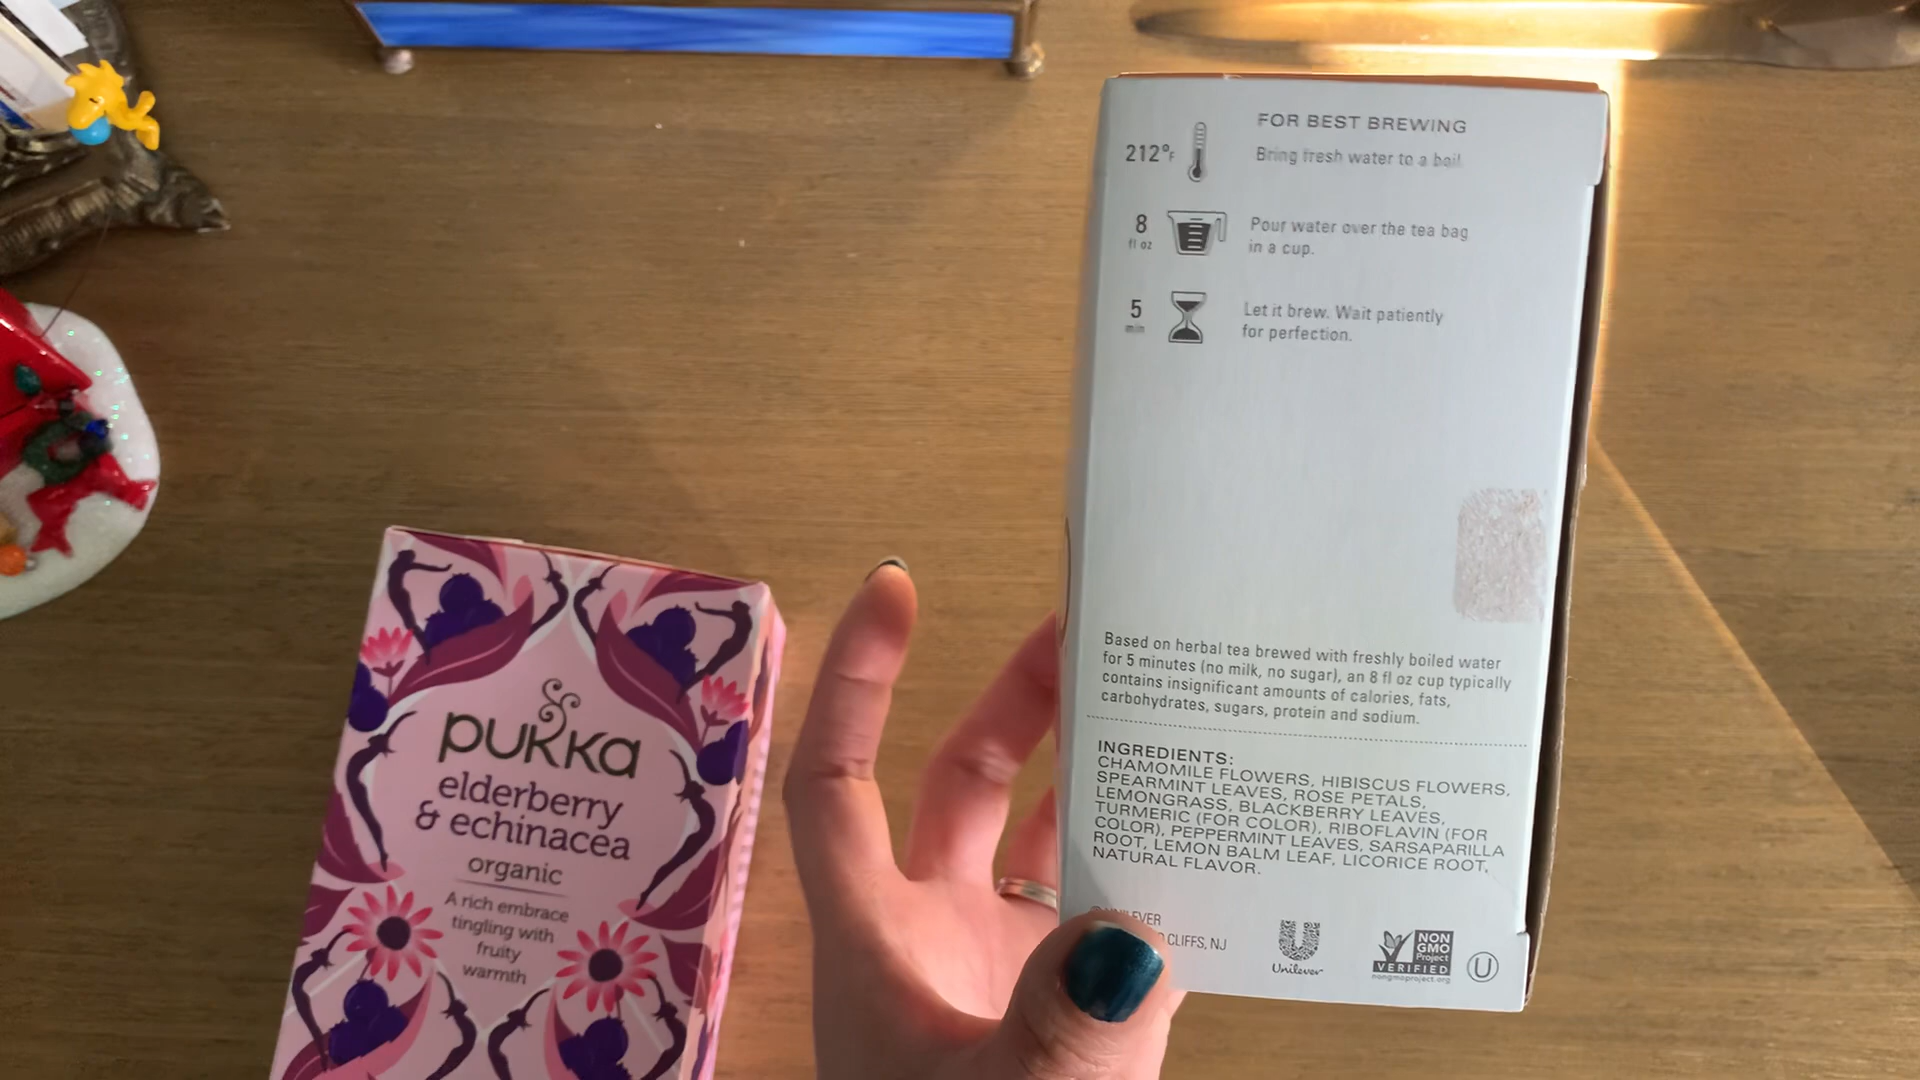 FOR BEST BREWING
212°F
Bring fresh water to a boil
8
fl oz
Pour water over the tea bag
in a cup.
5
min
Let it brew. Wait patiently
for perfection.
Based on herbal tea brewed with freshly boiled water
for 5 minutes (no milk, no sugar), an 8 fl oz cup typically
contains insignificant amounts of calories, fats,
carbohydrates, sugars, protein and sodium.
INGREDIENTS:
CHAMOMILE FLOWERS, HIBISCUS FLOWERS,
SPEARMINT LEAVES, ROSE PETALS,
LEMONGRASS, BLACKBERRY LEAVES,
TURMERIC (FOR COLOR), RIBOFLAVIN (FOR
COLOR), PEPPERMINT LEAVES, SARSAPARILLA
ROOT, LEMON BALM LEAF, LICORICE ROOT,
NATURAL FLAVOR.
UNILEVER
CLIFFS, NJ
Unilever
NON
GMO
Project
VERIFIED
nongmoproject.org
U
pukka
elderberry
& echinacea
organic
A rich embrace
tingling with
fruity
warmth